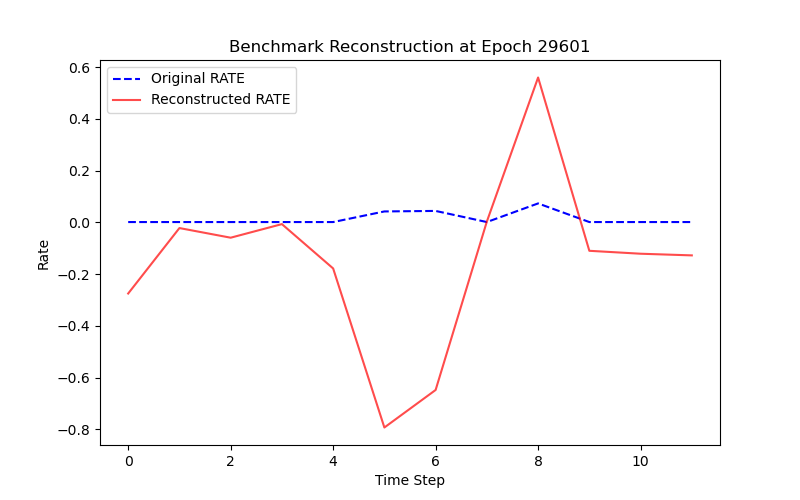 Benchmark Reconstruction at Epoch 29601
Original RATE
Reconstructed RATE
0.6
0.4
0.2
0.0
−0.2
−0.4
−0.6
−0.8
Rate
0 2 4 6 8 10
Time Step